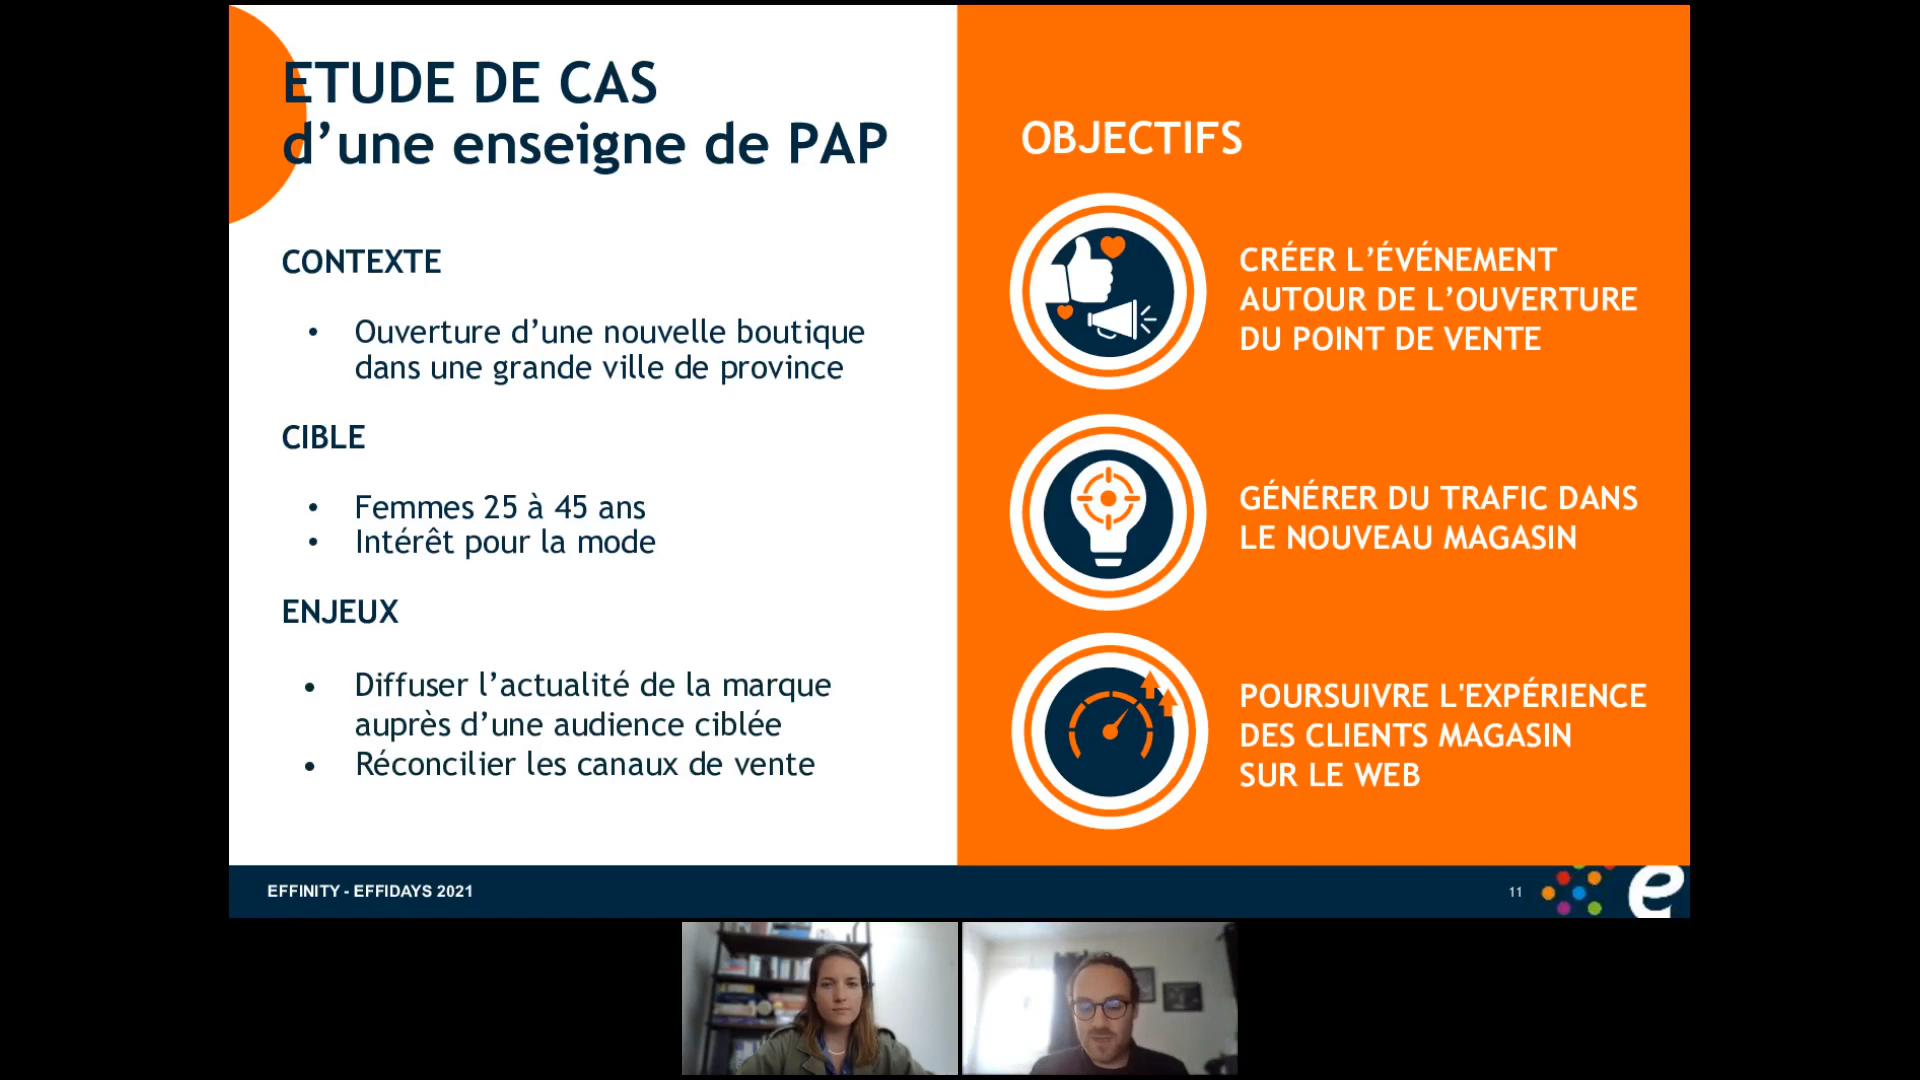 ETUDE DE CAS
d’une enseigne de PAP
CONTEXTE
• Ouverture d’une nouvelle boutique
dans une grande ville de province
CIBLE
• Femmes 25 à 45 ans
• Intérêt pour la mode
ENJEUX
• Diffuser l’actualité de la marque
auprès d’une audience ciblée
• Réconcilier les canaux de vente
OBJECTIFS
CRÉER L’ÉVÉNEMENT
AUTOUR DE L’OUVERTURE
DU POINT DE VENTE
GÉNÉRER DU TRAFIC DANS
LE NOUVEAU MAGASIN
POURSUIVRE L'EXPÉRIENCE
DES CLIENTS MAGASIN
SUR LE WEB
EFFINITY - EFFIDAYS 2021
11
e